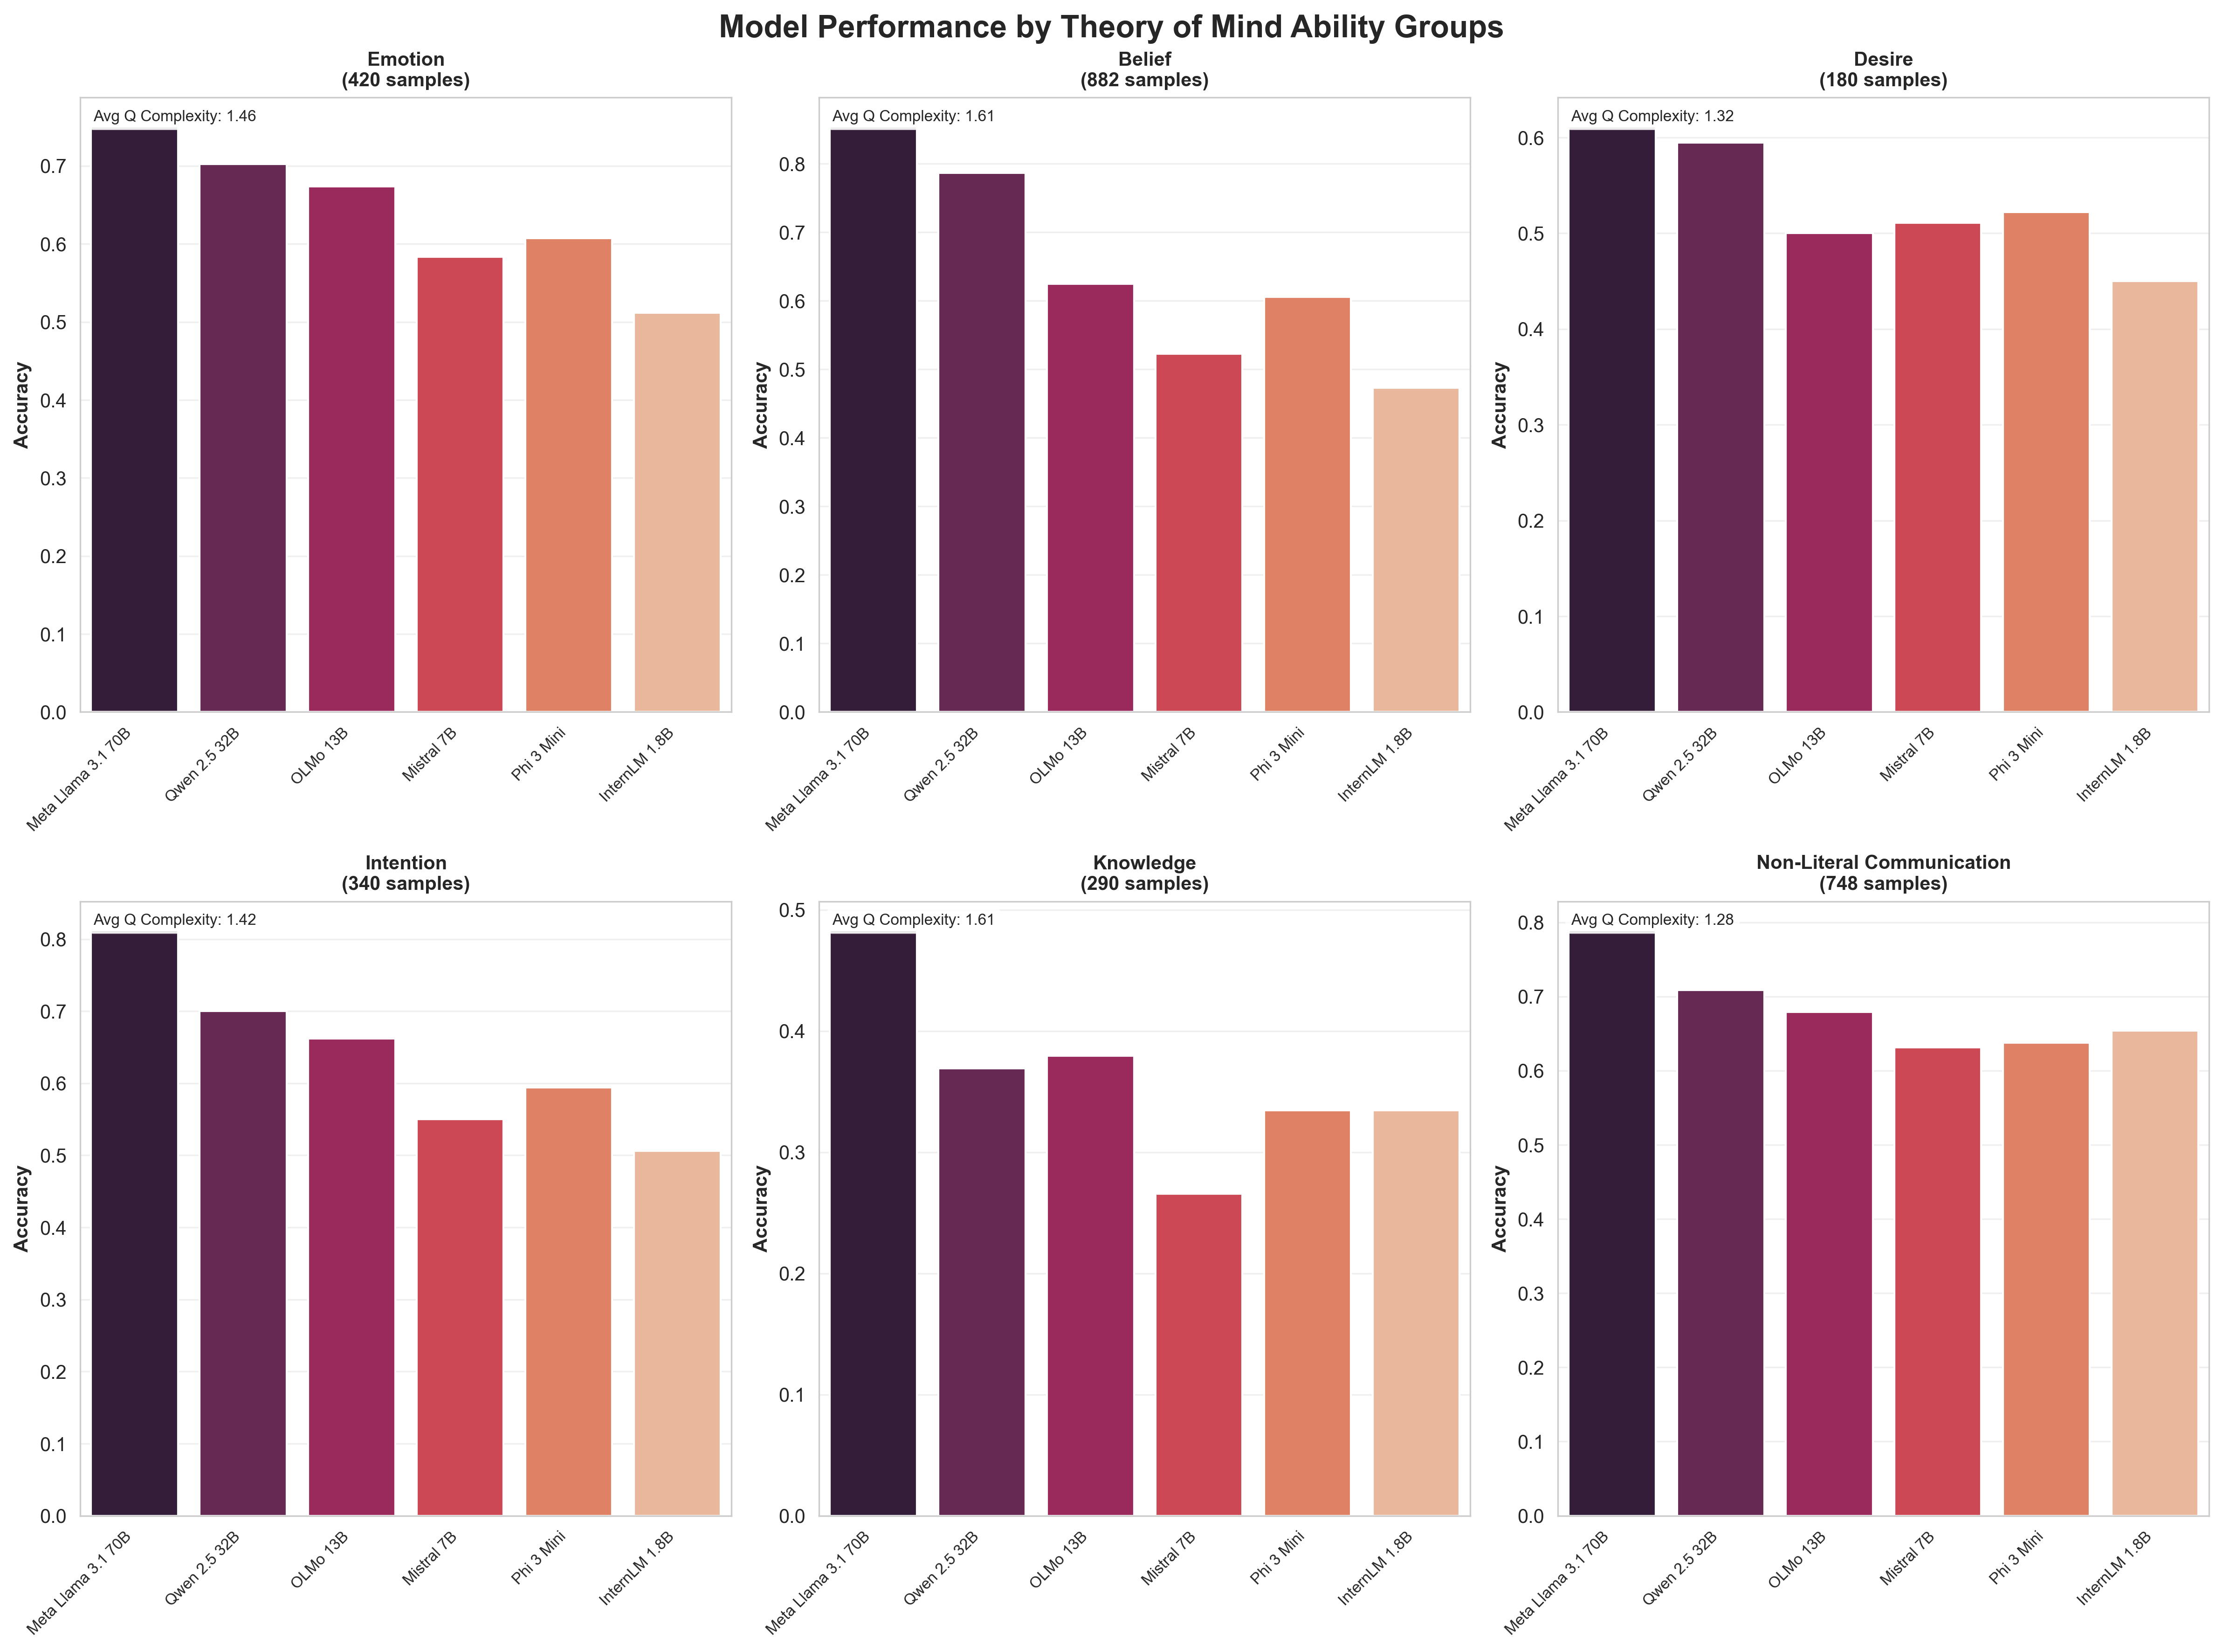 Model Performance by Theory of Mind Ability Groups
Emotion
(420 samples)
Avg Q Complexity: 1.46
Accuracy
0.7
0.6
0.5
0.4
0.3
0.2
0.1
0.0
Meta Llama 3.1 70B
Qwen 2.5 32B
OLMo 13B
Mistral 7B
Phi 3 Mini
InternLM 1.8B
Belief
(882 samples)
Avg Q Complexity: 1.61
Accuracy
0.8
0.7
0.6
0.5
0.4
0.3
0.2
0.1
0.0
Meta Llama 3.1 70B
Qwen 2.5 32B
OLMo 13B
Mistral 7B
Phi 3 Mini
InternLM 1.8B
Desire
(180 samples)
Avg Q Complexity: 1.32
Accuracy
0.6
0.5
0.4
0.3
0.2
0.1
0.0
Meta Llama 3.1 70B
Qwen 2.5 32B
OLMo 13B
Mistral 7B
Phi 3 Mini
InternLM 1.8B
Intention
(340 samples)
Avg Q Complexity: 1.42
Accuracy
0.8
0.7
0.6
0.5
0.4
0.3
0.2
0.1
0.0
Meta Llama 3.1 70B
Qwen 2.5 32B
OLMo 13B
Mistral 7B
Phi 3 Mini
InternLM 1.8B
Knowledge
(290 samples)
Avg Q Complexity: 1.61
Accuracy
0.5
0.4
0.3
0.2
0.1
0.0
Meta Llama 3.1 70B
Qwen 2.5 32B
OLMo 13B
Mistral 7B
Phi 3 Mini
InternLM 1.8B
Non-Literal Communication
(748 samples)
Avg Q Complexity: 1.28
Accuracy
0.8
0.7
0.6
0.5
0.4
0.3
0.2
0.1
0.0
Meta Llama 3.1 70B
Qwen 2.5 32B
OLMo 13B
Mistral 7B
Phi 3 Mini
InternLM 1.8B